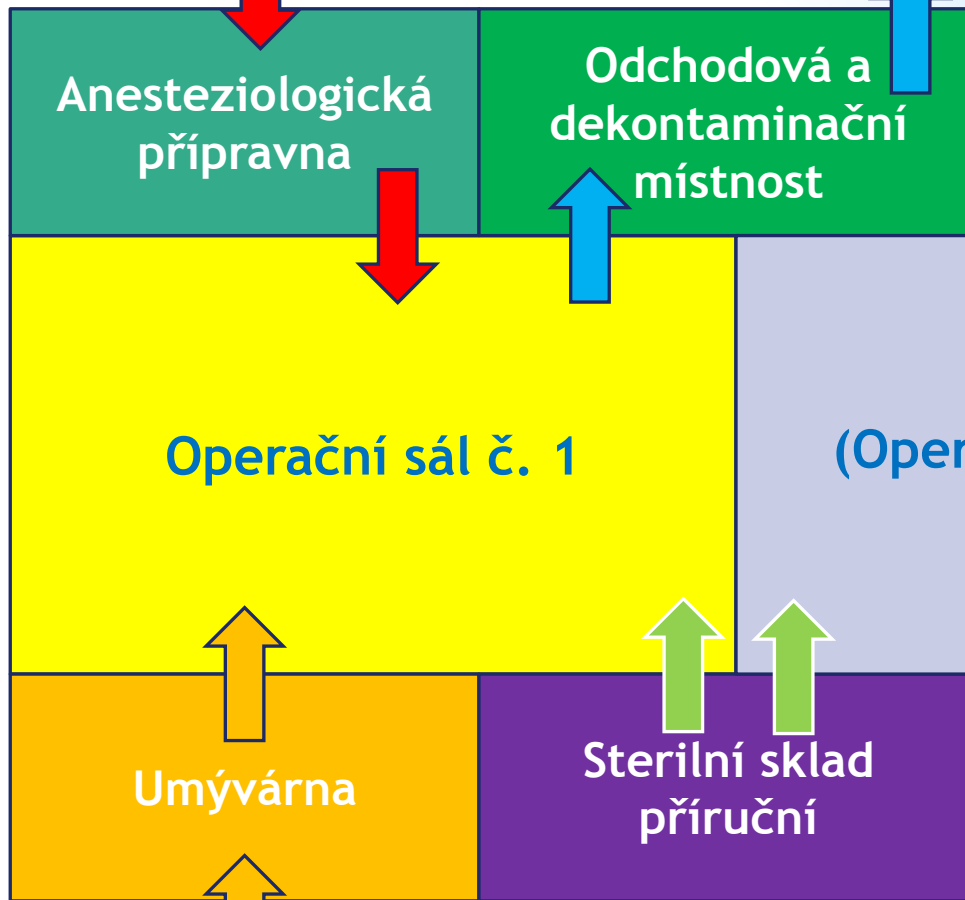 Anesteziologická
přípravna
Odchodová a
dekontaminační
místnost
Operační sál č. 1
(Oper
Umývárna
Sterilní sklad
příruční